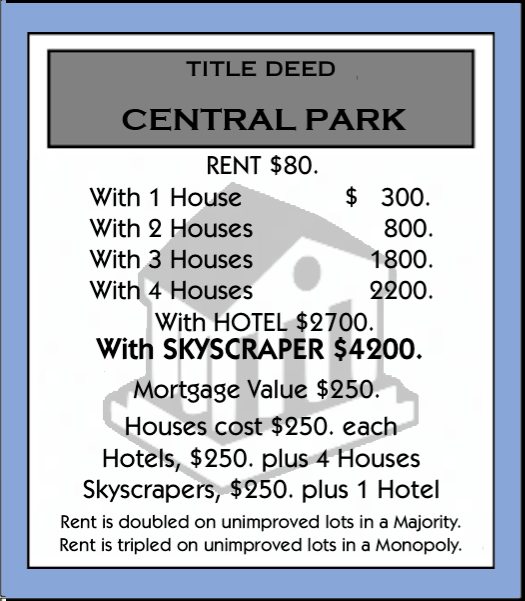 TITLE DEED
CENTRAL PARK
RENT $80.
With 1 House $ 300.
With 2 Houses 800.
With 3 Houses 1800.
With 4 Houses 2200.
With HOTEL $2700.
With SKYSCRAPER $4200.
Mortgage Value $250.
Houses cost $250. each
Hotels, $250. plus 4 Houses
Skyscrapers, $250. plus 1 Hotel
Rent is doubled on unimproved lots in a Majority.
Rent is tripled on unimproved lots in a Monopoly.